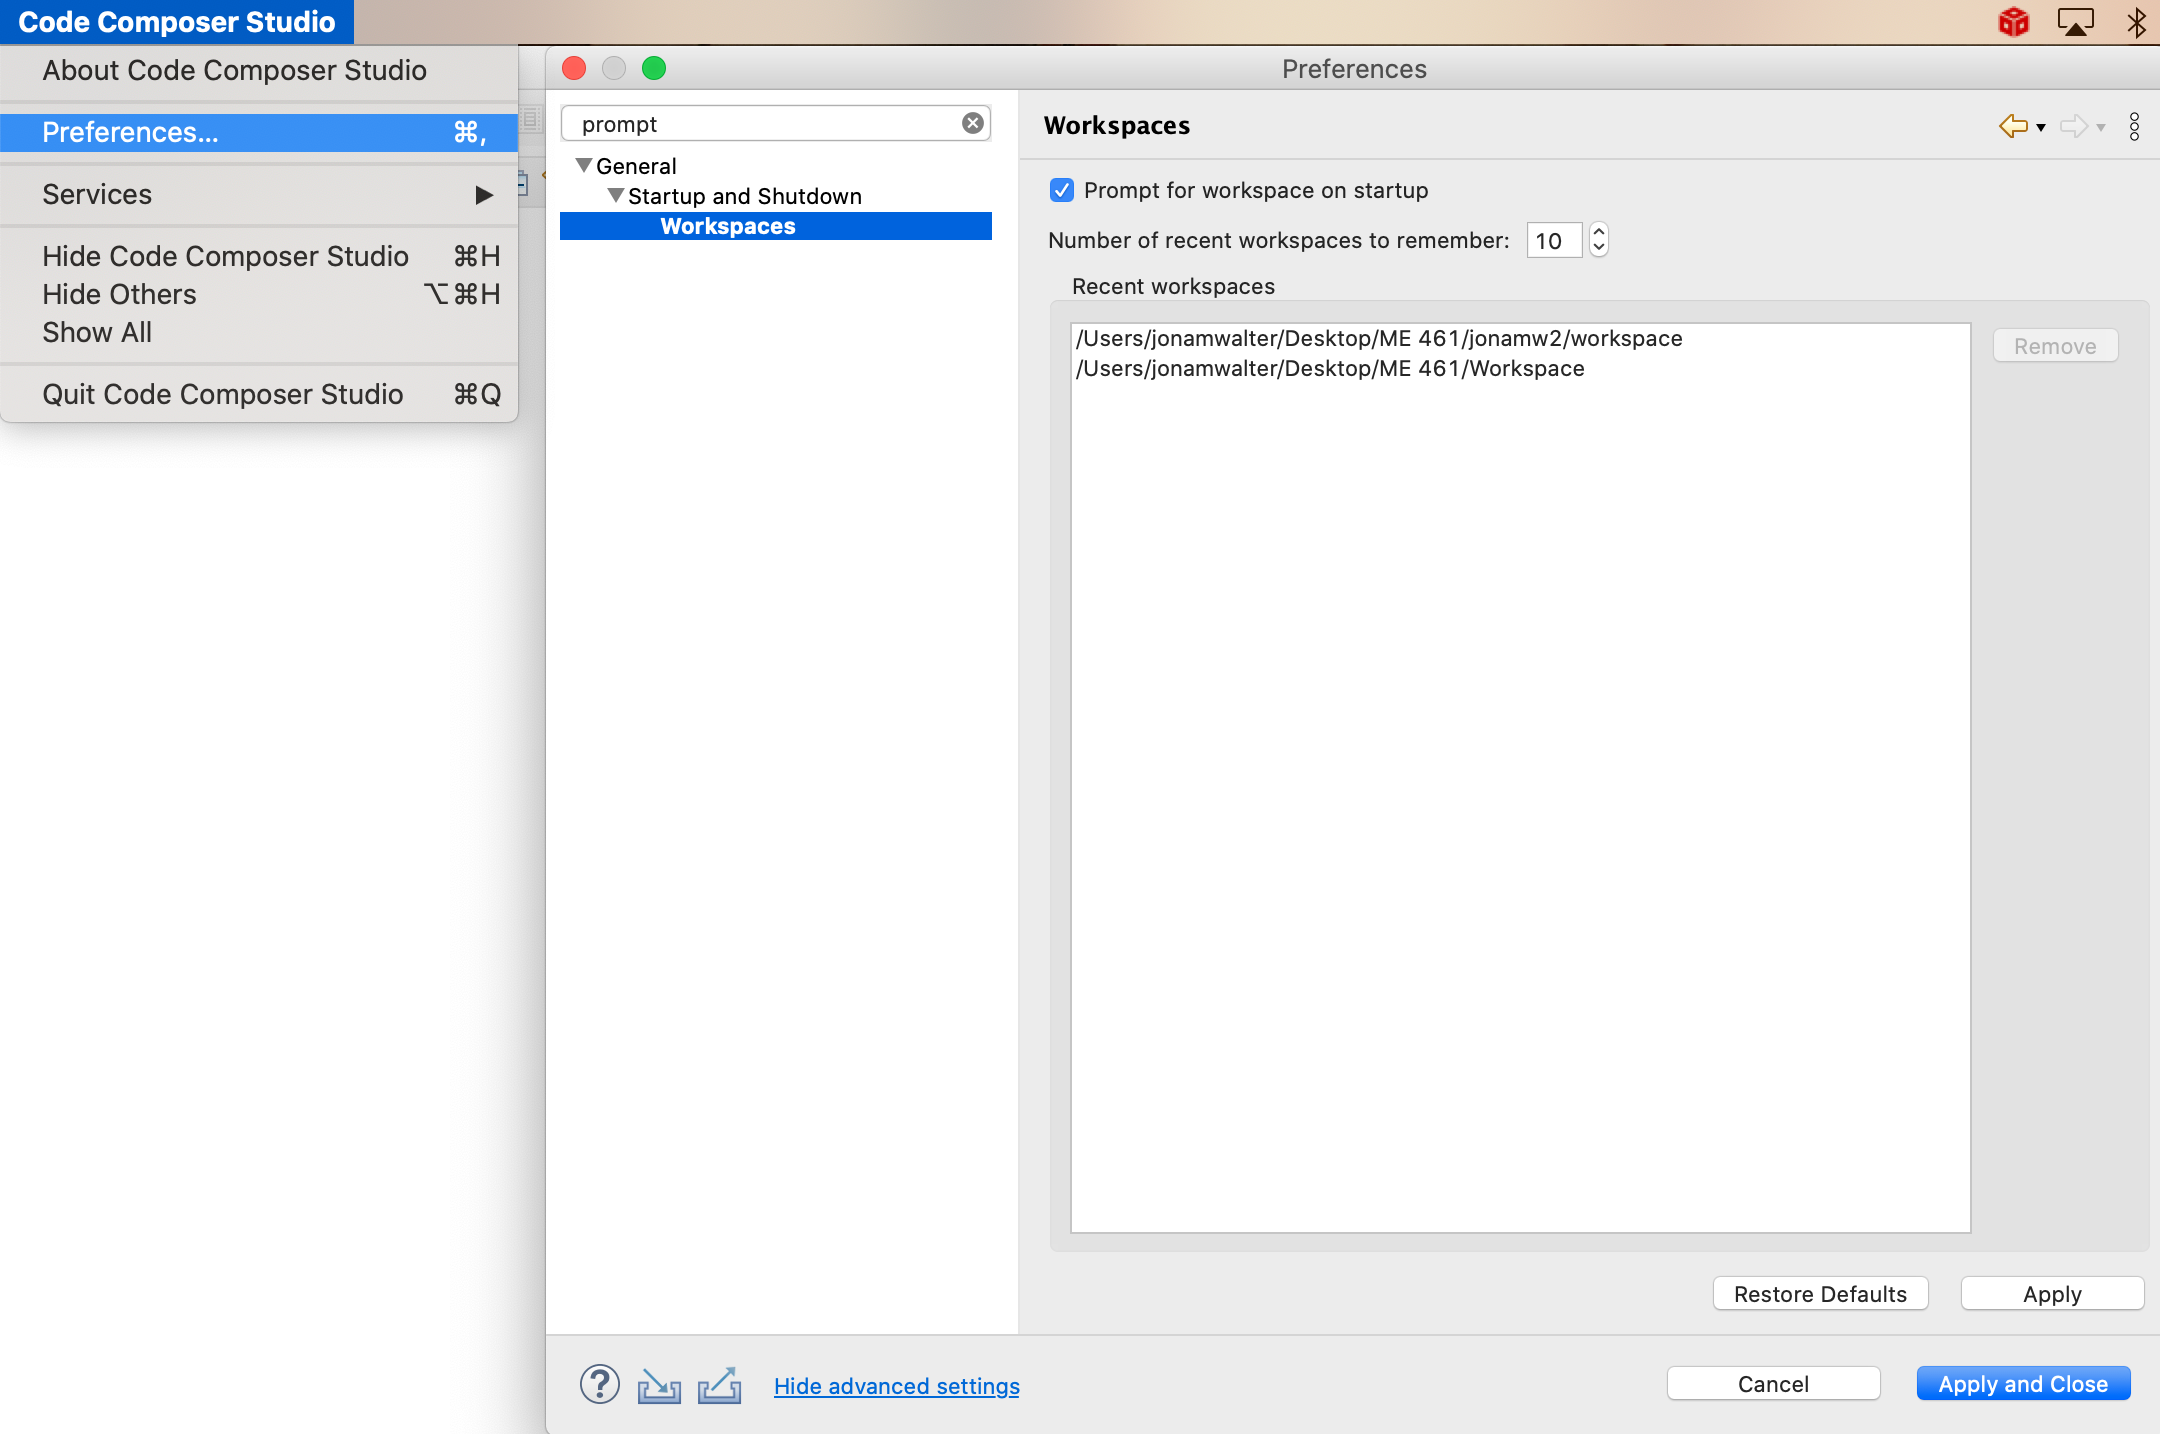 Code Composer Studio
About Code Composer Studio
Preferences... ⌘,
Services ▶
Hide Code Composer Studio ⌘H
Hide Others ⌥⌘H
Show All
Quit Code Composer Studio ⌘Q
Preferences
prompt
General
Startup and Shutdown
Workspaces
Workspaces
Prompt for workspace on startup
Number of recent workspaces to remember: 10
Recent workspaces
/Users/jonamwalter/Desktop/ME 461/jonamw2/workspace
/Users/jonamwalter/Desktop/ME 461/Workspace
Remove
Restore Defaults Apply
? Hide advanced settings Cancel Apply and Close